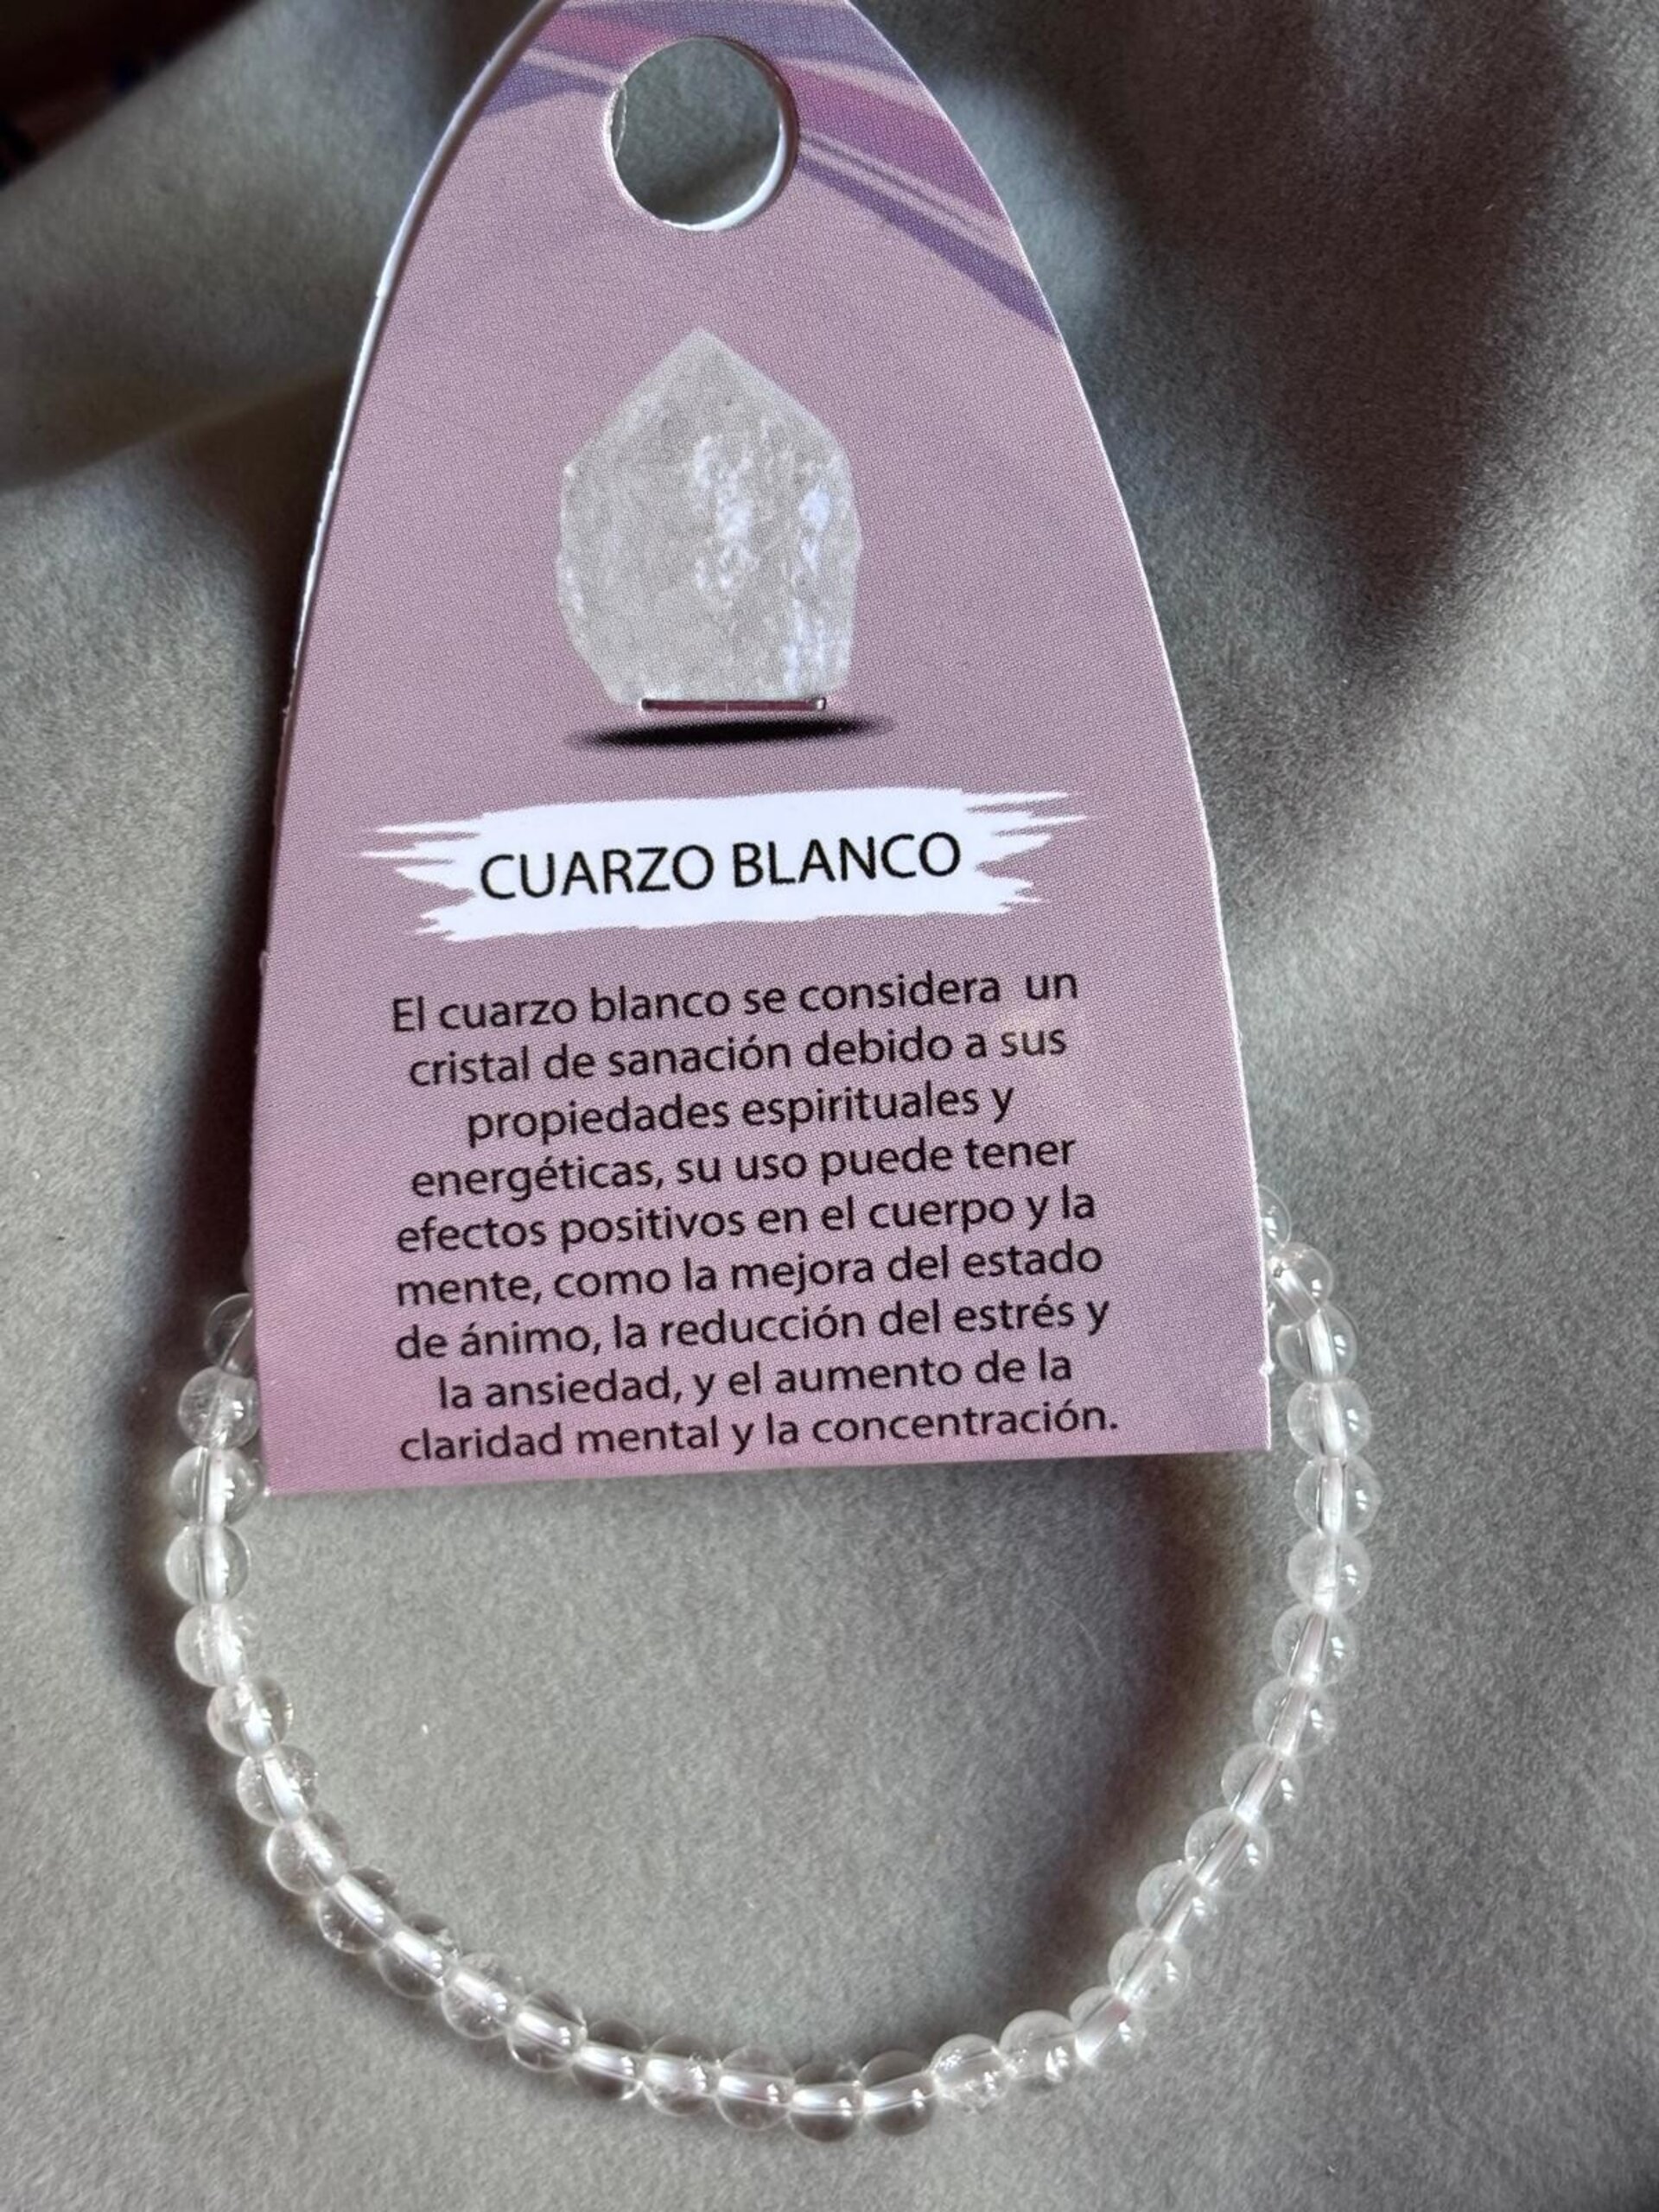 CUARZO BLANCO
El cuarzo blanco se considera un
cristal de sanación debido a sus
propiedades espirituales y
energéticas, su uso puede tener
efectos positivos en el cuerpo y la
mente, como la mejora del estado
de ánimo, la reducción del estrés y
la ansiedad, y el aumento de la
claridad mental y la concentración.